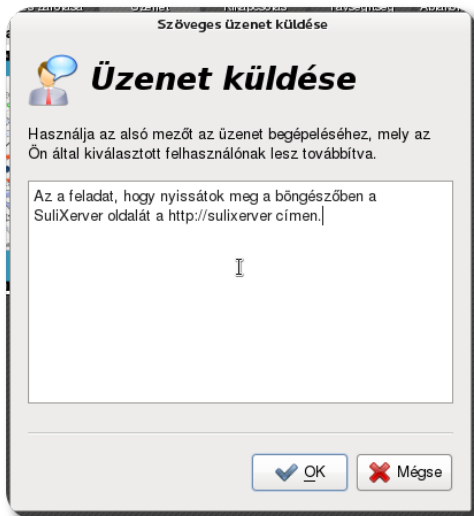 Üzenet
Szöveges üzenet küldése
Üzenet küldése
Használja az alsó mezőt az üzenet begépeléséhez, mely az
Ön által kiválasztott felhasználónak lesz továbbítva.
Az a feladat, hogy nyissátok meg a böngészőben a
SuliXerver oldalát a http://sulixerver címen.
OK
Mégse